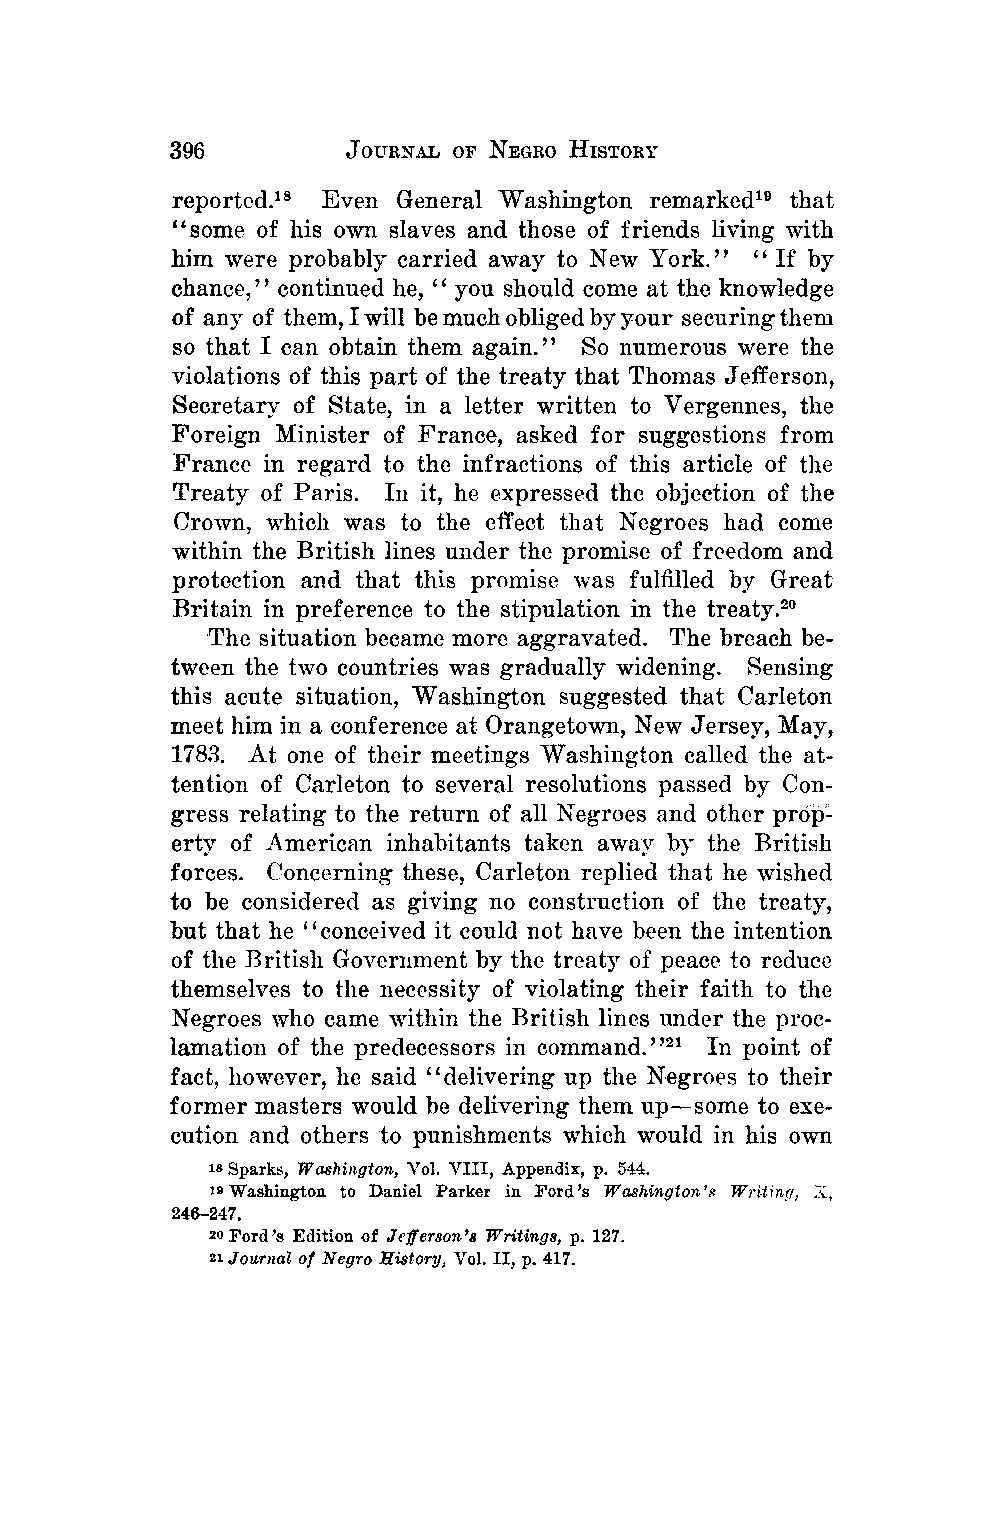 396 JOURNAL OF NEGRO HISTORY
reported.¹⁸ Even General Washington remarked¹⁹ that
"some of his own slaves and those of friends living with
him were probably carried away to New York." "If by
chance," continued he, "you should come at the knowledge
of any of them, I will be much obliged by your securing them
so that I can obtain them again." So numerous were the
violations of this part of the treaty that Thomas Jefferson,
Secretary of State, in a letter written to Vergennes, the
Foreign Minister of France, asked for suggestions from
France in regard to the infractions of this article of the
Treaty of Paris. In it, he expressed the objection of the
Crown, which was to the effect that Negroes had come
within the British lines under the promise of freedom and
protection and that this promise was fulfilled by Great
Britain in preference to the stipulation in the treaty.²⁰
The situation became more aggravated. The breach be-
tween the two countries was gradually widening. Sensing
this acute situation, Washington suggested that Carleton
meet him in a conference at Orangetown, New Jersey, May,
1783. At one of their meetings Washington called the at-
tention of Carleton to several resolutions passed by Con-
gress relating to the return of all Negroes and other prop-
erty of American inhabitants taken away by the British
forces. Concerning these, Carleton replied that he wished
to be considered as giving no construction of the treaty,
but that he "conceived it could not have been the intention
of the British Government by the treaty of peace to reduce
themselves to the necessity of violating their faith to the
Negroes who came within the British lines under the proc-
lamation of the predecessors in command."²¹ In point of
fact, however, he said "delivering up the Negroes to their
former masters would be delivering them up—some to exe-
cution and others to punishments which would in his own
¹⁸ Sparks, Washington, Vol. VIII, Appendix, p. 544.
¹⁹ Washington to Daniel Parker in Ford's Washington's Writing, X,
246–247.
²⁰ Ford's Edition of Jefferson's Writings, p. 127.
²¹ Journal of Negro History, Vol. II, p. 417.